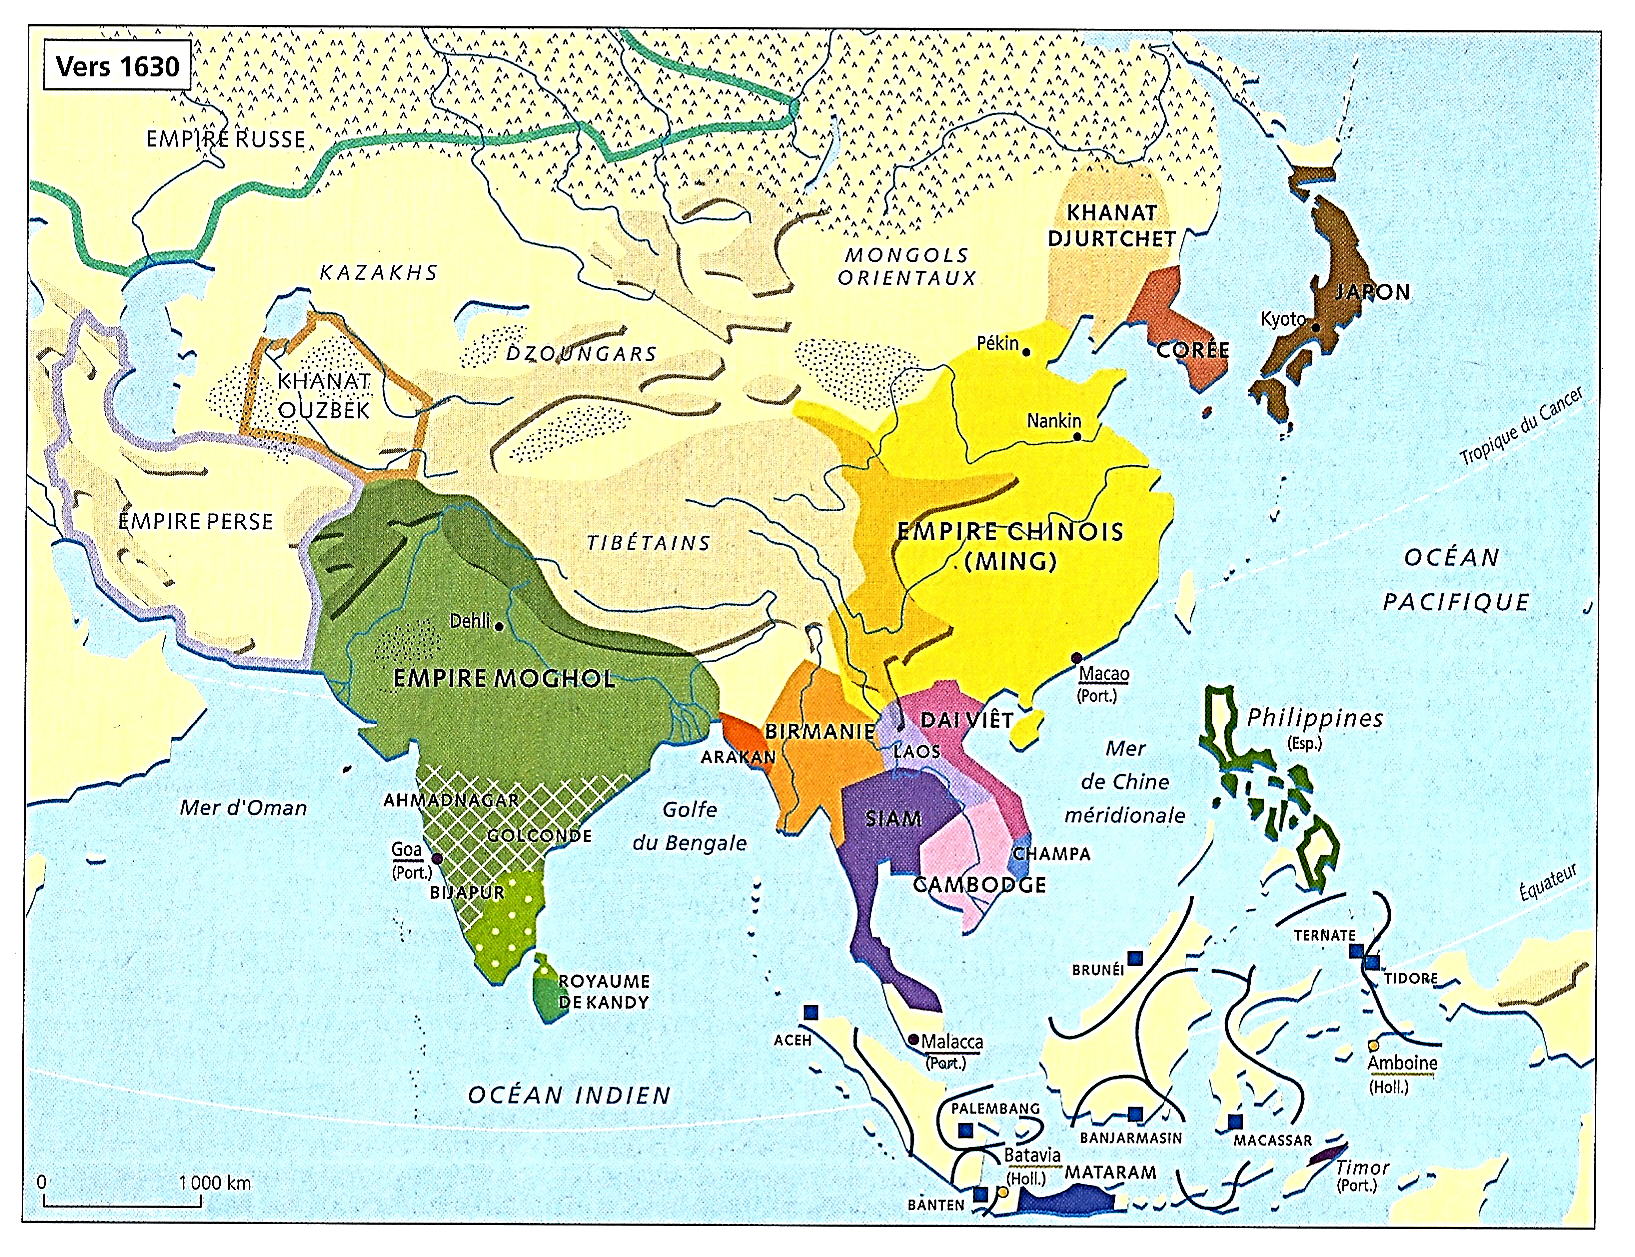 Vers 1630
EMPIRE RUSSE
KAZAKHS
MONGOLS
ORIENTAUX
KHANAT
DJURTCHET
JAPON
Kyoto
CORÉE
Pékin
Nankin
DZOUNGARS
KHANAT
OUZBEK
EMPIRE PERSE
TIBÉTAINS
EMPIRE CHINOIS
(MING)
Tropique du Cancer
OCÉAN
PACIFIQUE
Dehli
EMPIRE MOGHOL
Macao
(Port.)
DAI VIÊT
BIRMANIE
LAOS
ARAKAN
Philippines
(Esp.)
Mer
de Chine
méridionale
Mer d'Oman
AHMADNAGAR
GOLCONDE
Goa
(Port.)
BIJAPUR
Golfe
du Bengale
SIAM
CHAMPA
CAMBODGE
Équateur
ROYAUME
DE KANDY
BRUNÉI
TERNATE
TIDORE
ACEH
Malacca
(Port.)
Amboine
(Holl.)
OCÉAN INDIEN
PALEMBANG
BANJARMASIN
MACASSAR
Batavia
(Holl.)
MATARAM
Timor
(Port.)
BANTEN
0 1 000 km